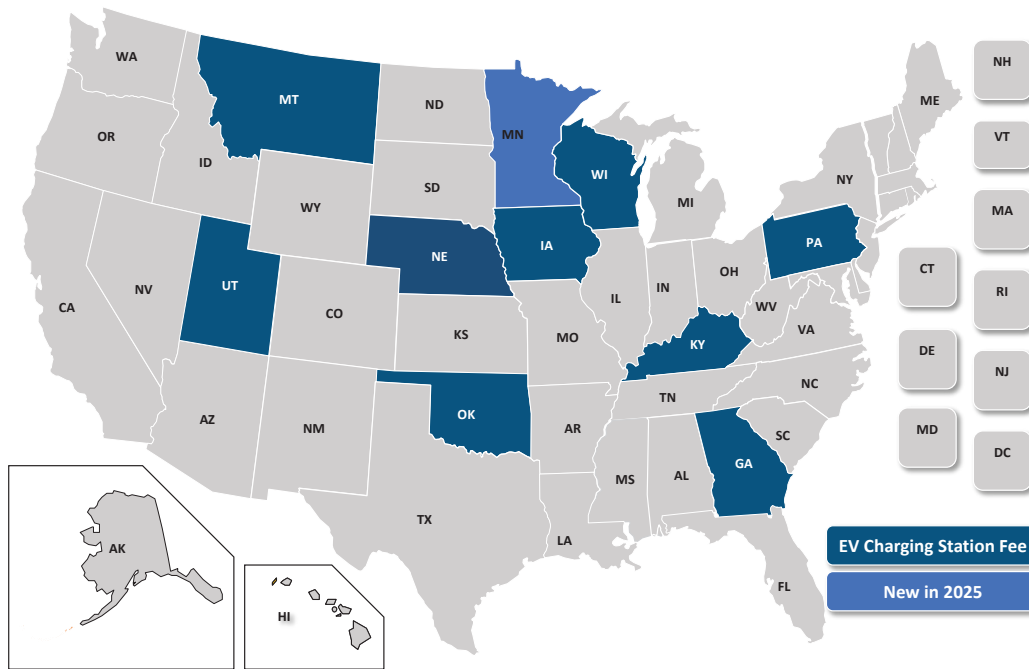 WA
MT
ND
MN
ME
NH
OR
ID
SD
WI
MI
NY
VT
WY
MA
NE
IA
PA
CT
RI
NV
UT
CO
IL
IN
OH
WV
VA
CA
KS
MO
KY
DE
NJ
AZ
NM
OK
AR
TN
NC
SC
MD
DC
MS
AL
GA
TX
LA
FL
AK
HI
EV Charging Station Fee
New in 2025